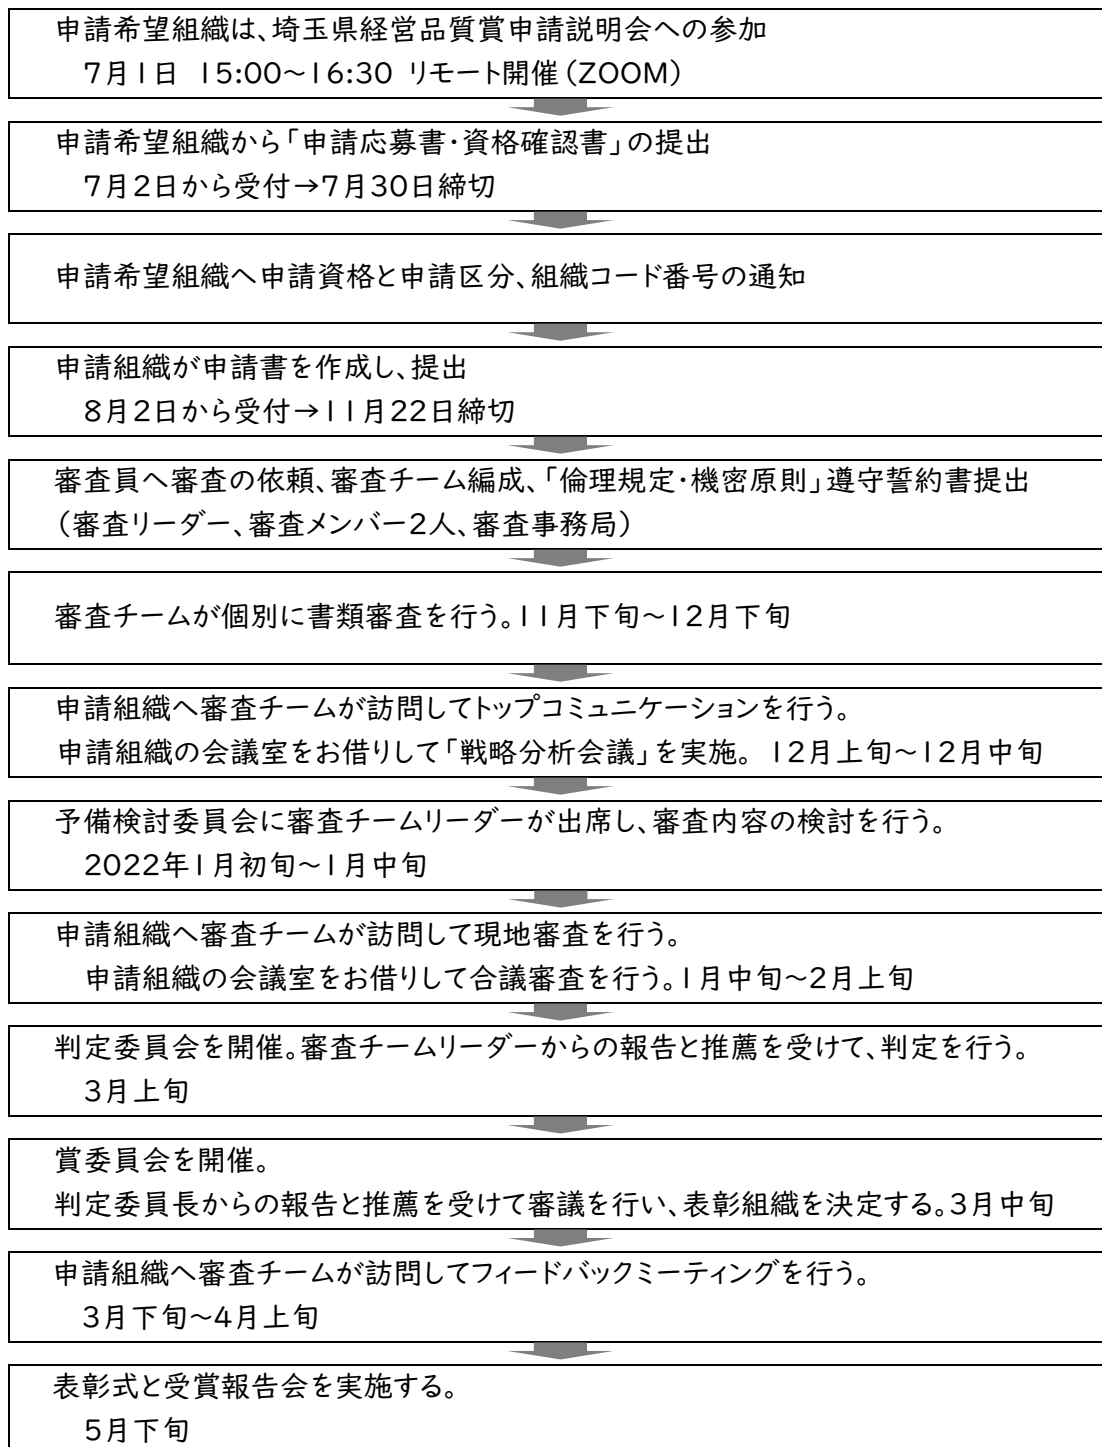 申請希望組織は、埼玉県経営品質賞申請説明会への参加
7月1日 15:00~16:30 リモート開催(ZOOM)
申請希望組織から「申請応募書・資格確認書」の提出
7月2日から受付→7月30日締切
申請希望組織へ申請資格と申請区分、組織コード番号の通知
申請組織が申請書を作成し、提出
8月2日から受付→11月22日締切
審査員へ審査の依頼、審査チーム編成、「倫理規定・機密原則」遵守誓約書提出
(審査リーダー、審査メンバー2人、審査事務局)
審査チームが個別に書類審査を行う。11月下旬~12月下旬
申請組織へ審査チームが訪問してトップコミュニケーションを行う。
申請組織の会議室をお借りして「戦略分析会議」を実施。 12月上旬~12月中旬
予備検討委員会に審査チームリーダーが出席し、審査内容の検討を行う。
2022年1月初旬~1月中旬
申請組織へ審査チームが訪問して現地審査を行う。
申請組織の会議室をお借りして合議審査を行う。1月中旬~2月上旬
判定委員会を開催。審査チームリーダーからの報告と推薦を受けて、判定を行う。
3月上旬
賞委員会を開催。
判定委員長からの報告と推薦を受けて審議を行い、表彰組織を決定する。3月中旬
申請組織へ審査チームが訪問してフィードバックミーティングを行う。
3月下旬~4月上旬
表彰式と受賞報告会を実施する。
5月下旬